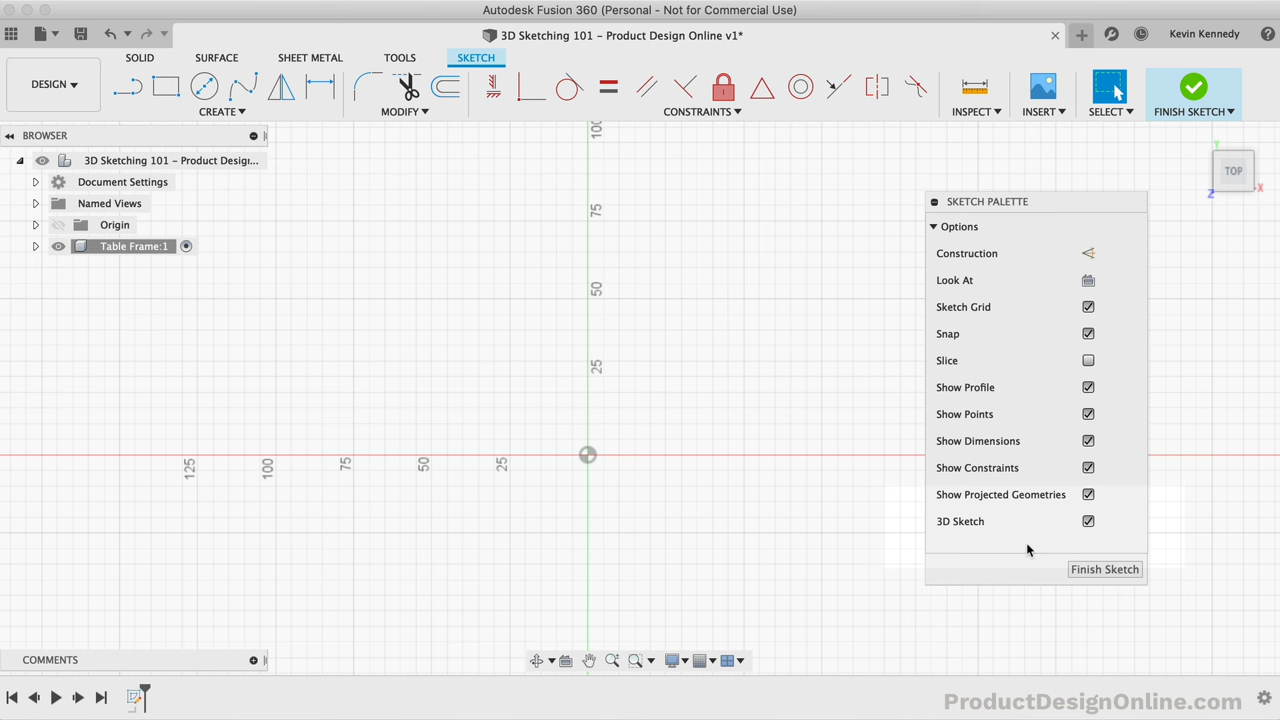 Autodesk Fusion 360 (Personal - Not for Commercial Use)
3D Sketching 101 - Product Design Online v1*
Kevin Kennedy
SOLID SURFACE SHEET METAL TOOLS SKETCH
DESIGN ▾
CREATE ▾ MODIFY ▾ CONSTRAINTS ▾ INSPECT ▾ INSERT ▾ SELECT ▾ FINISH SKETCH ▾
BROWSER
3D Sketching 101 - Product Desig...
Document Settings
Named Views
Origin
Table Frame:1
100
75
50
25
125 100 75 50 25
Y
TOP
X
Z
SKETCH PALETTE
Options
Construction
Look At
Sketch Grid
Snap
Slice
Show Profile
Show Points
Show Dimensions
Show Constraints
Show Projected Geometries
3D Sketch
Finish Sketch
COMMENTS
ProductDesignOnline.com